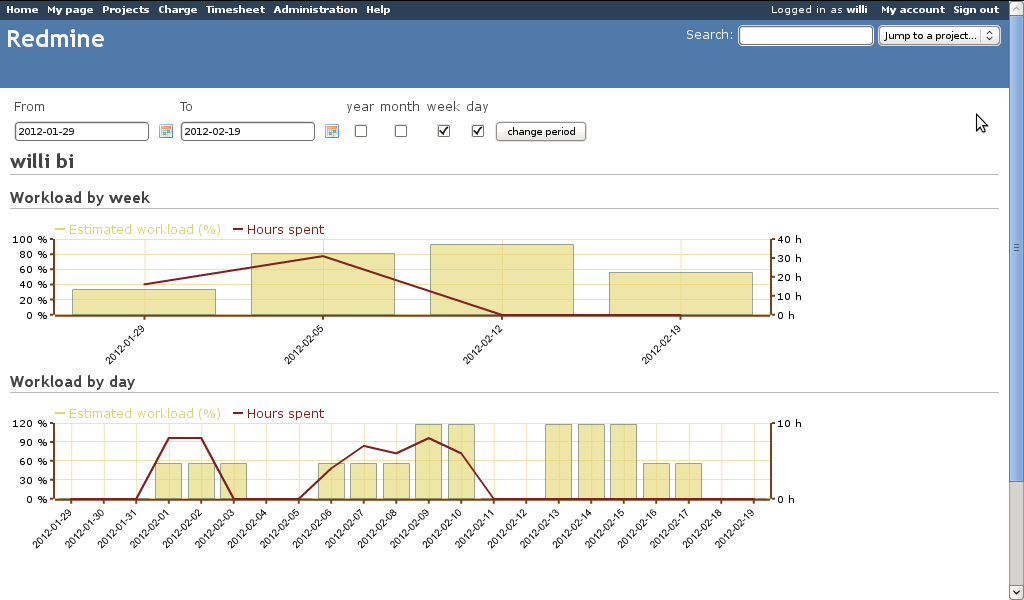 Home My page Projects Charge Timesheet Administration Help Logged in as willi My account Sign out
Redmine Search: Jump to a project...
From To year month week day
2012-01-29 2012-02-19 change period
willi bi
Workload by week
Estimated workload (%) Hours spent
100 % 40 h
80 % 30 h
60 %
40 % 20 h
20 % 10 h
0 % 0 h
2012-01-29 2012-02-05 2012-02-12 2012-02-19
Workload by day
Estimated workload (%) Hours spent
120 % 10 h
90 %
60 %
30 %
0 % 0 h
2012-01-29 2012-01-30 2012-01-31 2012-02-01 2012-02-02 2012-02-03 2012-02-04 2012-02-05 2012-02-06 2012-02-07 2012-02-08 2012-02-09 2012-02-10 2012-02-11 2012-02-12 2012-02-13 2012-02-14 2012-02-15 2012-02-16 2012-02-17 2012-02-18 2012-02-19